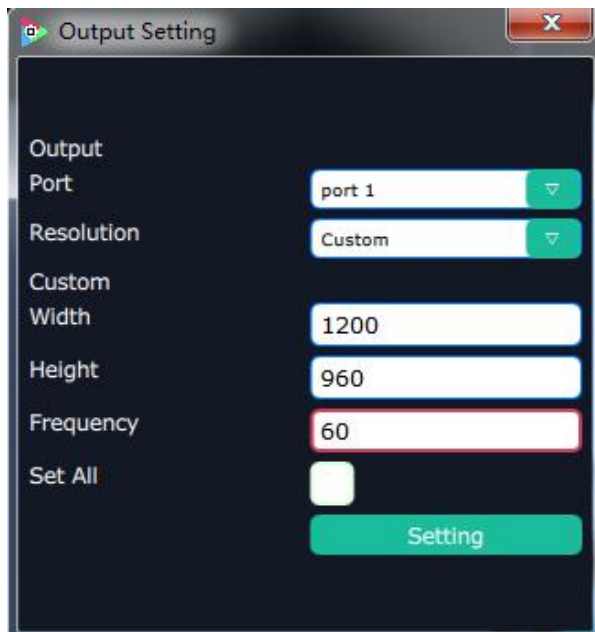 Output Setting
Output
Port port 1
Resolution Custom
Custom
Width 1200
Height 960
Frequency 60
Set All
Setting